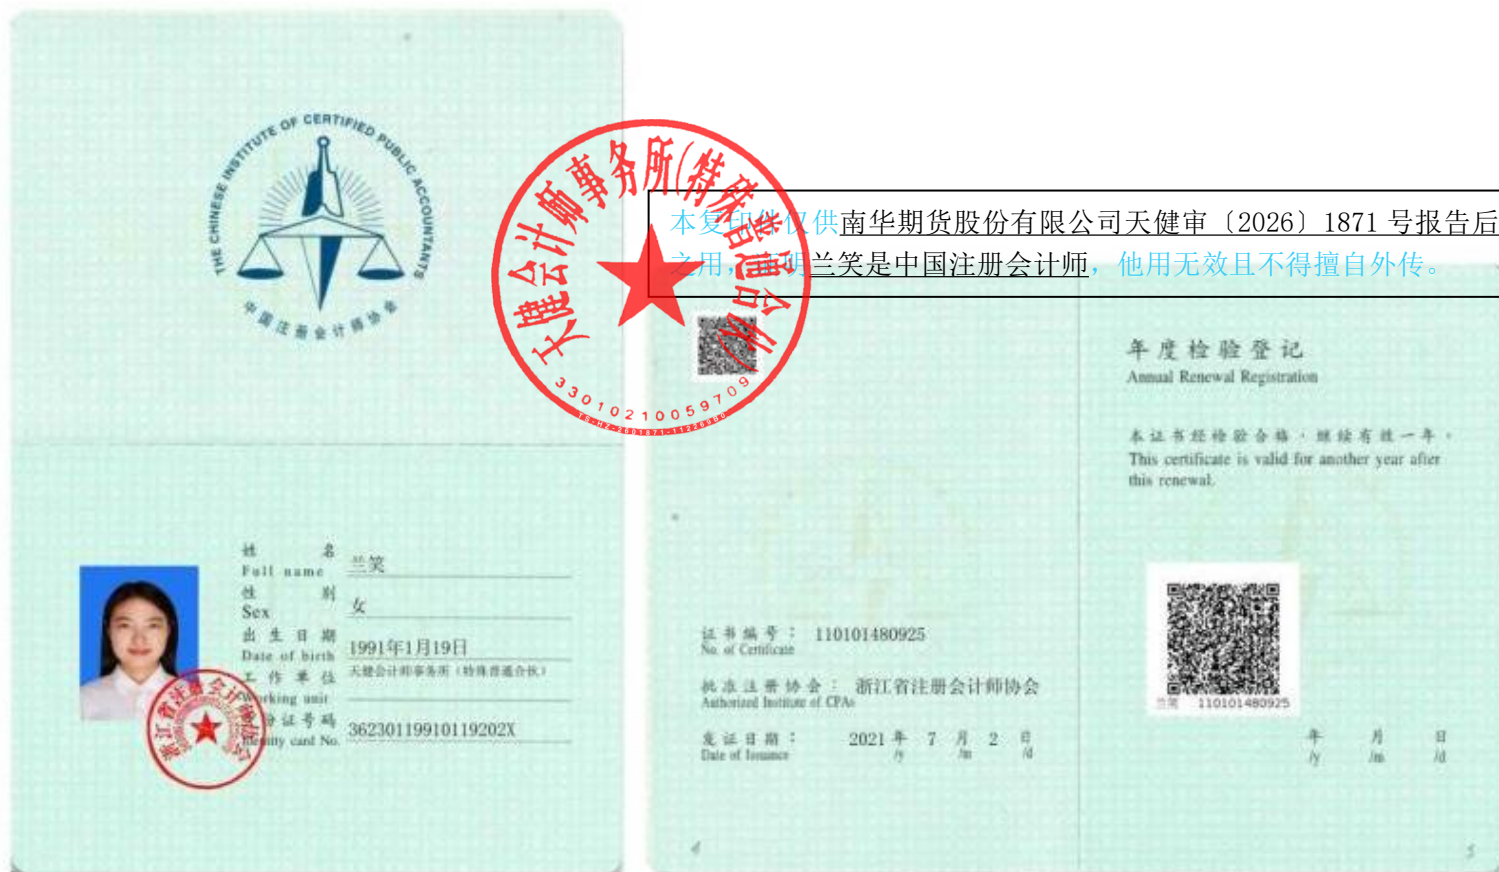 THE CHINESE INSTITUTE OF CERTIFIED PUBLIC ACCOUNTANTS
中国注册会计师协会
天健会计师事务所(特殊普通合伙)
33010210059709
本复印件仅供南华期货股份有限公司天健审〔2026〕1871 号报告后
之用,证明兰笑是中国注册会计师,他用无效且不得擅自外传。
姓 名 兰笑
Full name
性 别 女
Sex
出生日期 1991年1月19日
Date of birth
工作单位 天健会计师事务所(特殊普通合伙)
Working unit
身份证号码 36230119910119202X
Identity card No.
浙江省注册会计师协会
证书编号: 110101480925
No. of Certificate
批准注册协会: 浙江省注册会计师协会
Authorized Institute of CPAs
发证日期: 2021 年 7 月 2 日
Date of Issuance /y /m /d
4
年度检验登记
Annual Renewal Registration
本证书经检验合格,继续有效一年。
This certificate is valid for another year after
this renewal.
兰笑 110101480925
年 月 日
/y /m /d
5